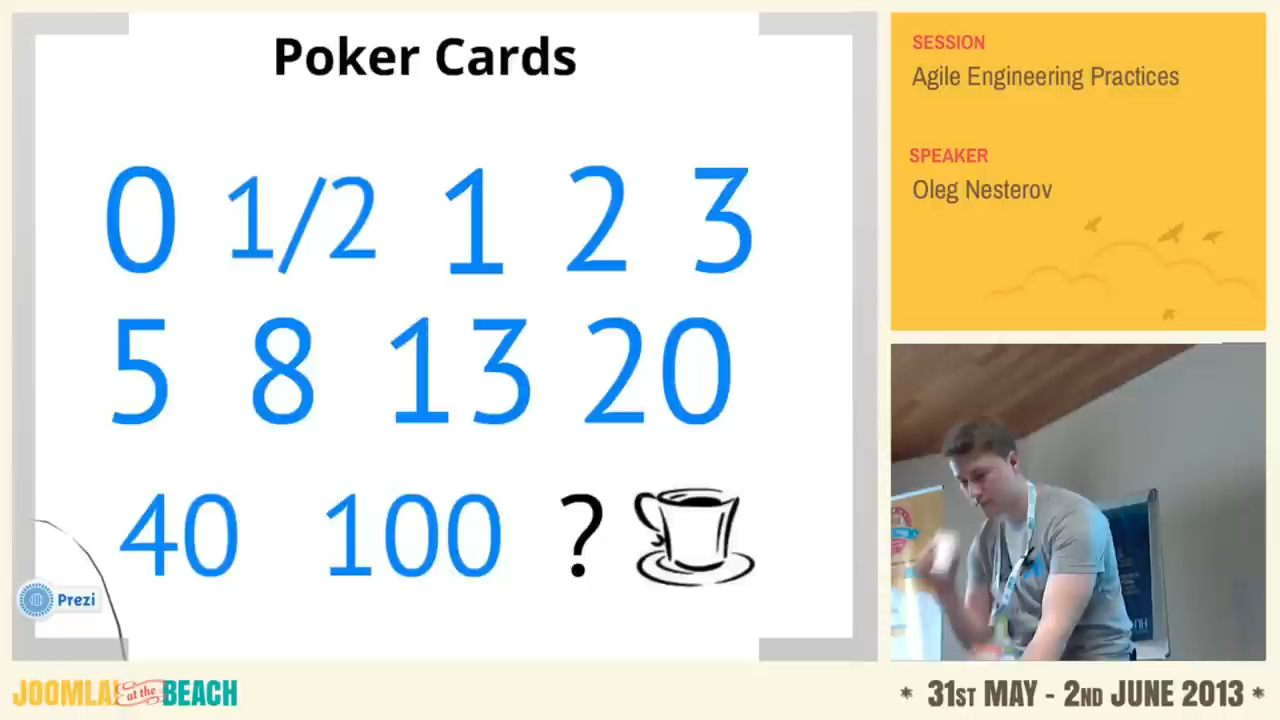 Poker Cards
0 1/2 1 2 3
5 8 13 20
40 100 ?
Prezi
SESSION
Agile Engineering Practices
SPEAKER
Oleg Nesterov
JOOMLA! at the BEACH
* 31ST MAY - 2ND JUNE 2013 *